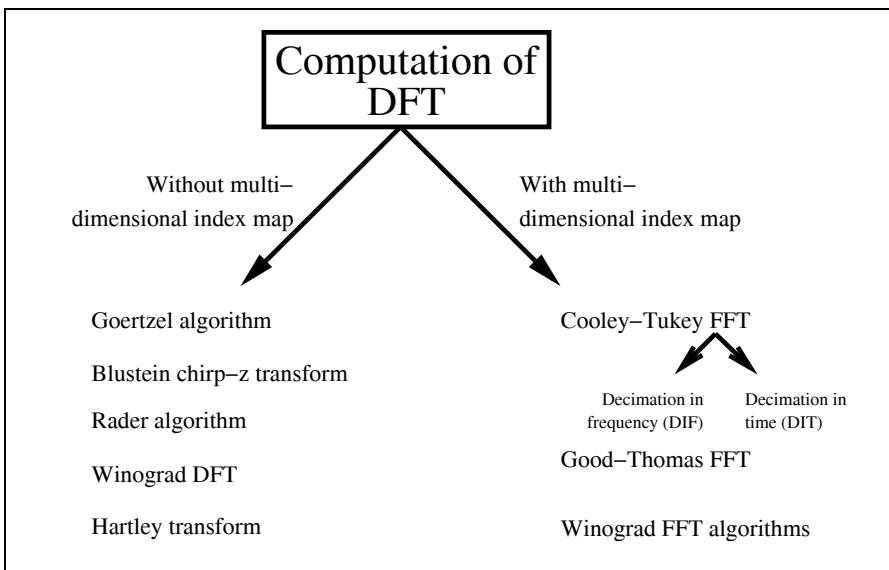 Computation of
DFT
Without multi−
dimensional index map
With multi−
dimensional index map
Goertzel algorithm
Blustein chirp−z transform
Rader algorithm
Winograd DFT
Hartley transform
Cooley−Tukey FFT
Decimation in
frequency (DIF)
Decimation in
time (DIT)
Good−Thomas FFT
Winograd FFT algorithms